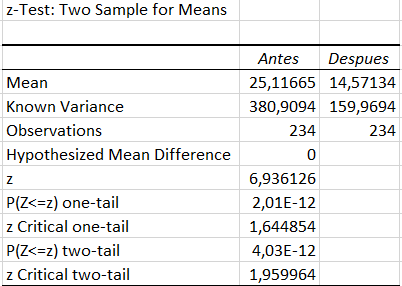 z-Test: Two Sample for Means
Antes Despues
Mean 25,11665 14,57134
Known Variance 380,9094 159,9694
Observations 234 234
Hypothesized Mean Difference 0
z 6,936126
P(Z<=z) one-tail 2,01E-12
z Critical one-tail 1,644854
P(Z<=z) two-tail 4,03E-12
z Critical two-tail 1,959964